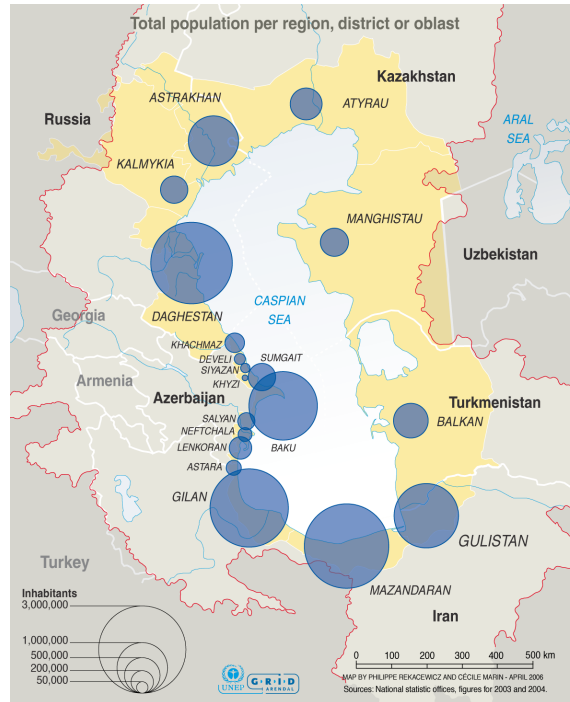 Total population per region, district or oblast
Kazakhstan
ASTRAKHAN
ATYRAU
Russia
ARAL
SEA
KALMYKIA
MANGHISTAU
Uzbekistan
CASPIAN
SEA
Georgia
DAGHESTAN
KHACHMAZ
DEVELI
SUMGAIT
SIYAZAN
KHYZI
Armenia
Azerbaijan
Turkmenistan
SALYAN
BALKAN
NEFTCHALA
LENKORAN
BAKU
ASTARA
GILAN
GULISTAN
Turkey
MAZANDARAN
Inhabitants
3,000,000
Iran
1,000,000
500,000
200,000
50,000
0 100 200 300 400 500 km
UNEP
G R I D
ARENDAL
MAP BY PHILIPPE REKACEWICZ AND CÉCILE MARIN - APRIL 2006
Sources: National statistic offices, figures for 2003 and 2004.